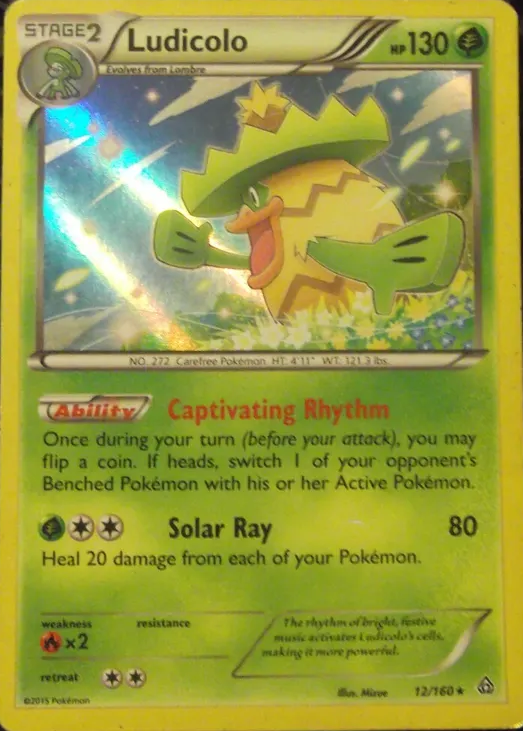 STAGE2 Ludicolo HP130
Evolves from Lombre
NO. 272 Carefree Pokémon HT: 4'11" WT: 121.3 lbs.
Ability Captivating Rhythm
Once during your turn (before your attack), you may
flip a coin. If heads, switch 1 of your opponent's
Benched Pokémon with his or her Active Pokémon.
Solar Ray 80
Heal 20 damage from each of your Pokémon.
weakness resistance
×2
The rhythm of bright, festive
music activates Ludicolo's cells,
making it more powerful.
retreat
©2015 Pokémon Illus. Mizue 12/160★